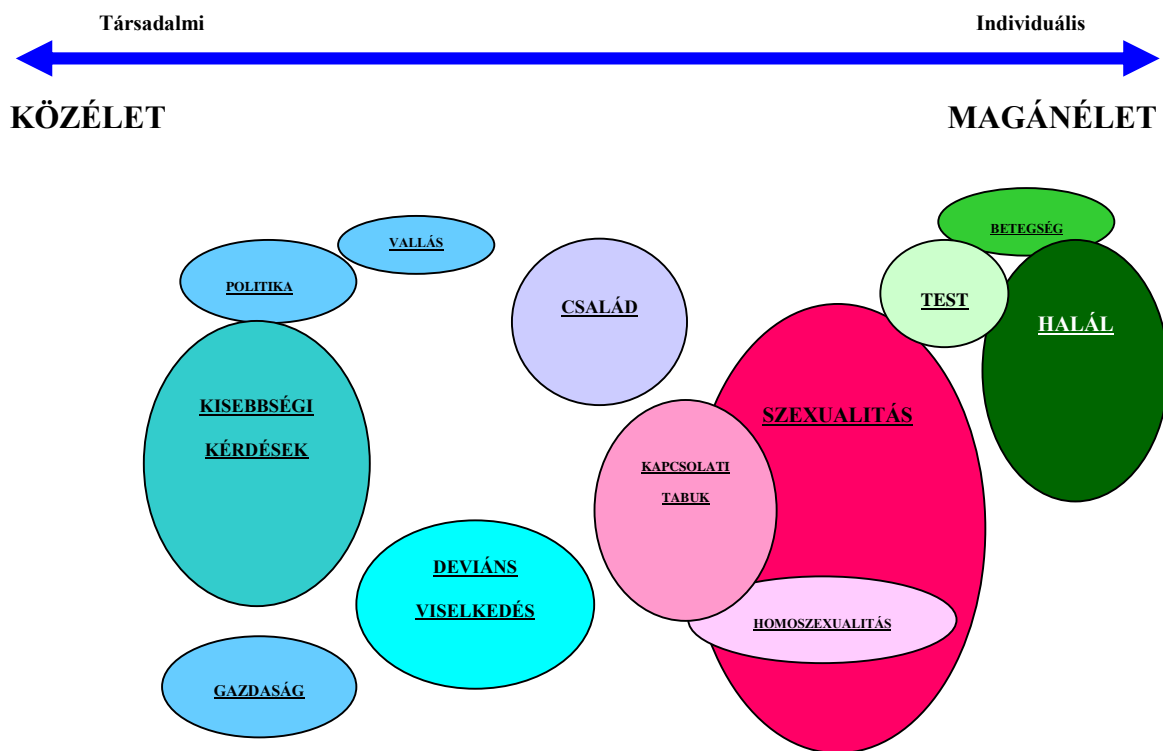 Társadalmi
Individuális
KÖZÉLET
MAGÁNÉLET
VALLÁS
BETEGSÉG
POLITIKA
CSALÁD
TEST
HALÁL
KISEBBSÉGI
KÉRDÉSEK
SZEXUALITÁS
KAPCSOLATI
TABUK
DEVIÁNS
VISELKEDÉS
HOMOSZEXUALITÁS
GAZDASÁG